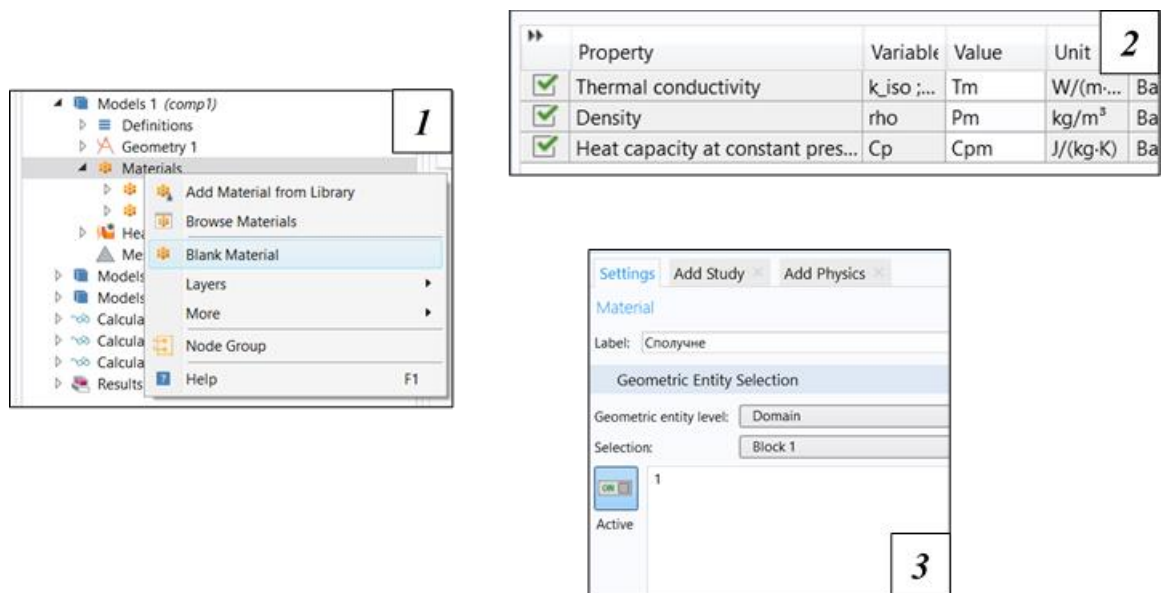 1
Models 1 (comp1)
Definitions
Geometry 1
Materials
Hea
Me
Models
Models
Calcula
Calcula
Calcula
Results
Add Material from Library
Browse Materials
Blank Material
Layers
More
Node Group
Help F1
2
Property Variable Value Unit
Thermal conductivity k_iso ;... Tm W/(m·... Ba
Density rho Pm kg/m³ Ba
Heat capacity at constant pres... Cp Cpm J/(kg·K) Ba
Settings Add Study Add Physics
Material
Label: Сполучне
Geometric Entity Selection
Geometric entity level: Domain
Selection: Block 1
ON 1
Active
3